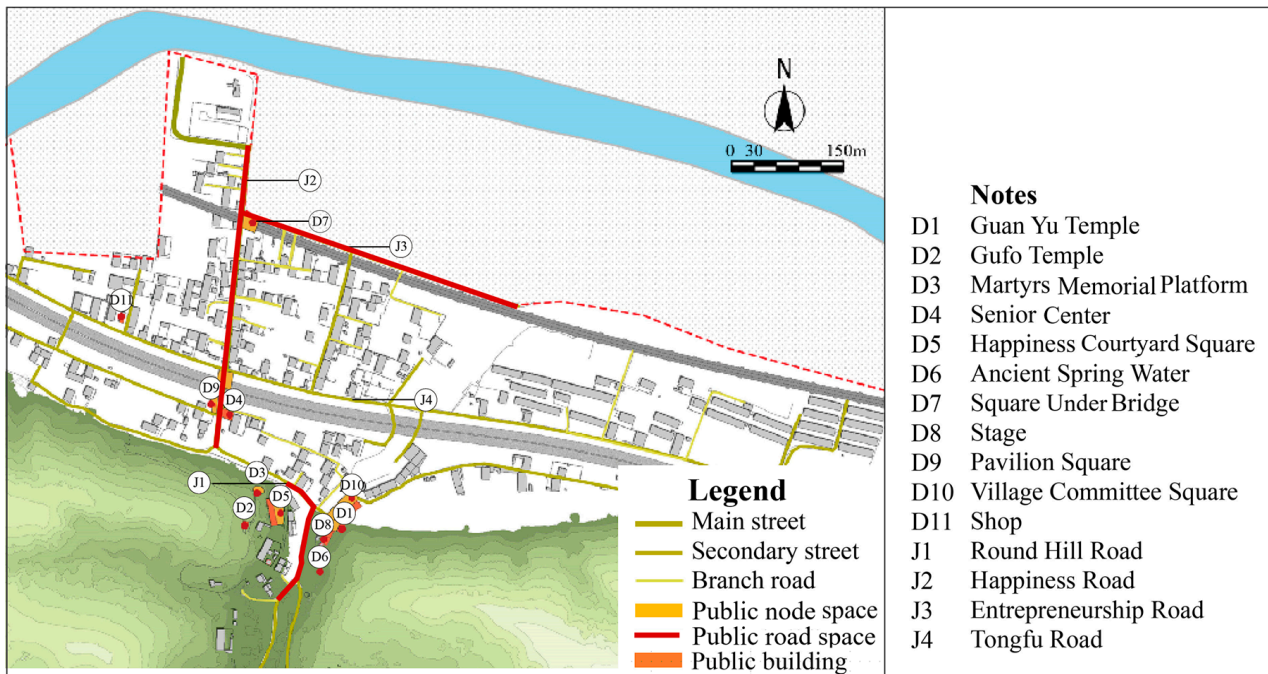 N
0 30 150m
J2
D7
J3
D11
D9
D4
J4
D3
J1
D5
D10
D2
D8
D1
D6
Legend
Main street
Secondary street
Branch road
Public node space
Public road space
Public building
Notes
D1 Guan Yu Temple
D2 Gufo Temple
D3 Martyrs Memorial Platform
D4 Senior Center
D5 Happiness Courtyard Square
D6 Ancient Spring Water
D7 Square Under Bridge
D8 Stage
D9 Pavilion Square
D10 Village Committee Square
D11 Shop
J1 Round Hill Road
J2 Happiness Road
J3 Entrepreneurship Road
J4 Tongfu Road